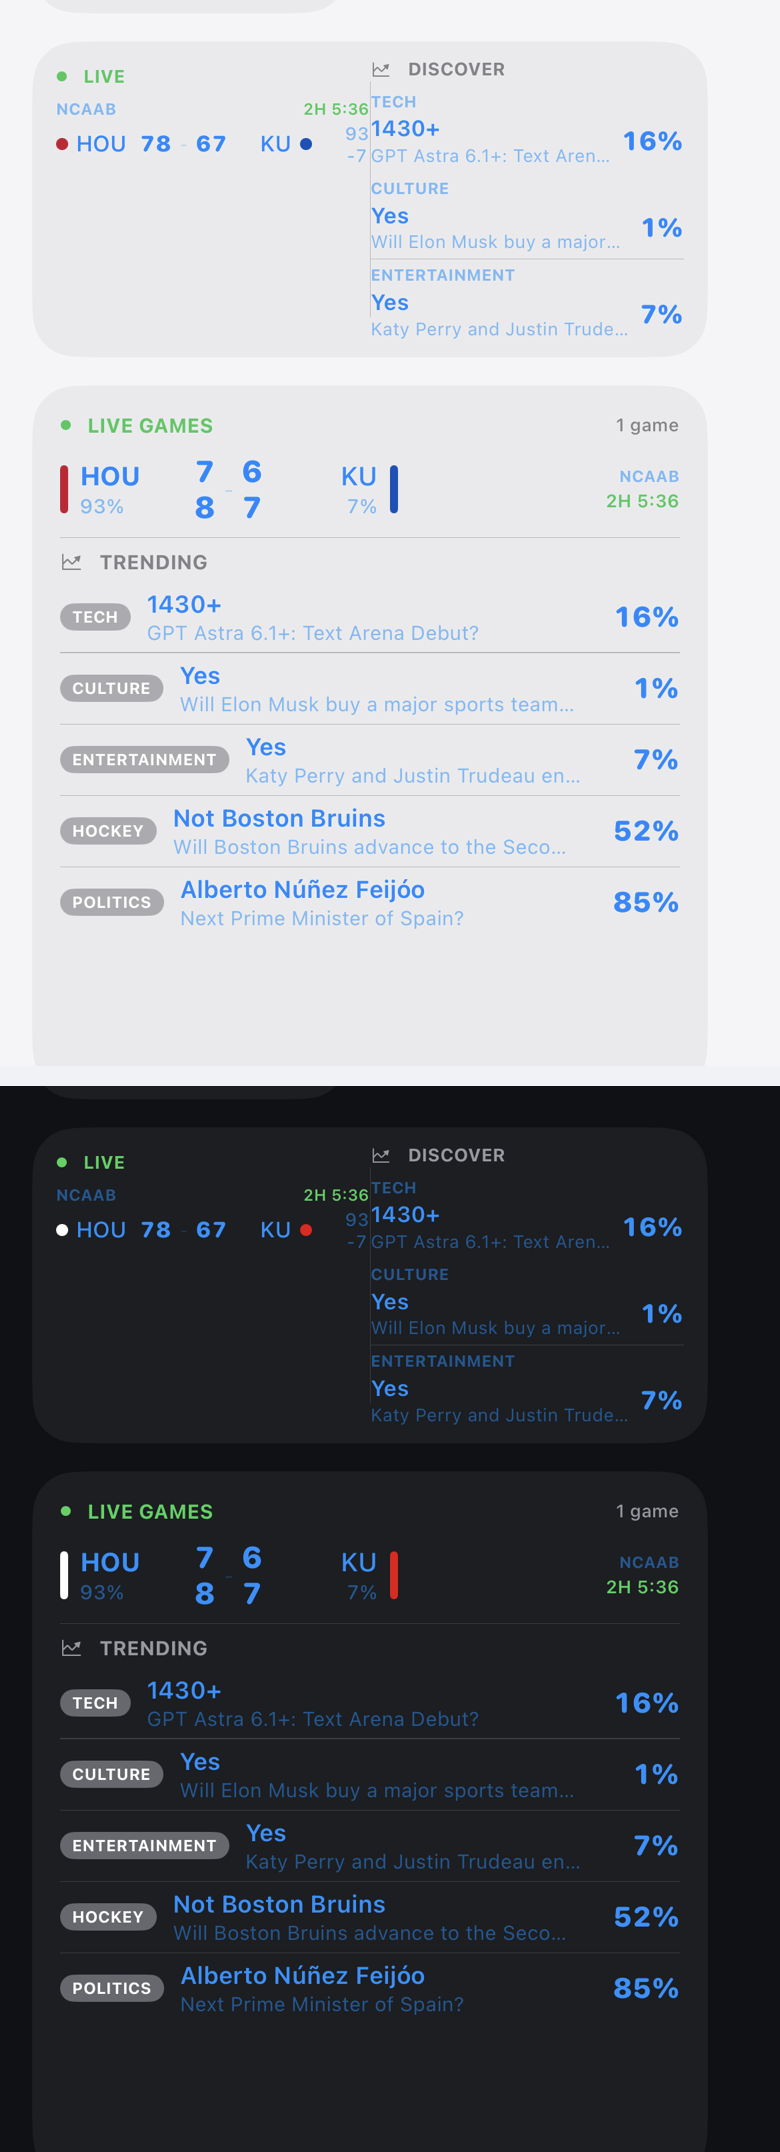 LIVE
NCAAB 2H 5:36
HOU 78 - 67 KU 93
-7
DISCOVER
TECH
1430+ 16%
GPT Astra 6.1+: Text Aren...
CULTURE
Yes 1%
Will Elon Musk buy a major...
ENTERTAINMENT
Yes 7%
Katy Perry and Justin Trude...
LIVE GAMES 1 game
HOU 7 6 KU NCAAB
93% 8 - 7 7% 2H 5:36
TRENDING
TECH 1430+ 16%
GPT Astra 6.1+: Text Arena Debut?
CULTURE Yes 1%
Will Elon Musk buy a major sports team...
ENTERTAINMENT Yes 7%
Katy Perry and Justin Trudeau en...
HOCKEY Not Boston Bruins 52%
Will Boston Bruins advance to the Seco...
POLITICS Alberto Núñez Feijóo 85%
Next Prime Minister of Spain?
LIVE
NCAAB 2H 5:36
HOU 78 - 67 KU 93
-7
DISCOVER
TECH
1430+ 16%
GPT Astra 6.1+: Text Aren...
CULTURE
Yes 1%
Will Elon Musk buy a major...
ENTERTAINMENT
Yes 7%
Katy Perry and Justin Trude...
LIVE GAMES 1 game
HOU 7 6 KU NCAAB
93% 8 - 7 7% 2H 5:36
TRENDING
TECH 1430+ 16%
GPT Astra 6.1+: Text Arena Debut?
CULTURE Yes 1%
Will Elon Musk buy a major sports team...
ENTERTAINMENT Yes 7%
Katy Perry and Justin Trudeau en...
HOCKEY Not Boston Bruins 52%
Will Boston Bruins advance to the Seco...
POLITICS Alberto Núñez Feijóo 85%
Next Prime Minister of Spain?